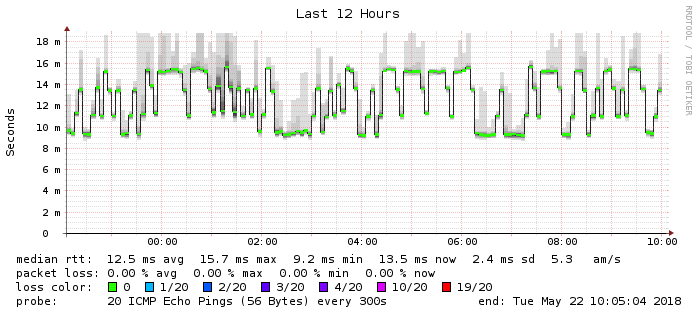 Last 12 Hours
RRDTOOL / TOBI OETIKER
Seconds
18 m
16 m
14 m
12 m
10 m
8 m
6 m
4 m
2 m
0
00:00 02:00 04:00 06:00 08:00 10:00
median rtt: 12.5 ms avg 15.7 ms max 9.2 ms min 13.5 ms now 2.4 ms sd 5.3 am/s
packet loss: 0.00 % avg 0.00 % max 0.00 % min 0.00 % now
loss color: 0 1/20 2/20 3/20 4/20 10/20 19/20
probe: 20 ICMP Echo Pings (56 Bytes) every 300s end: Tue May 22 10:05:04 2018